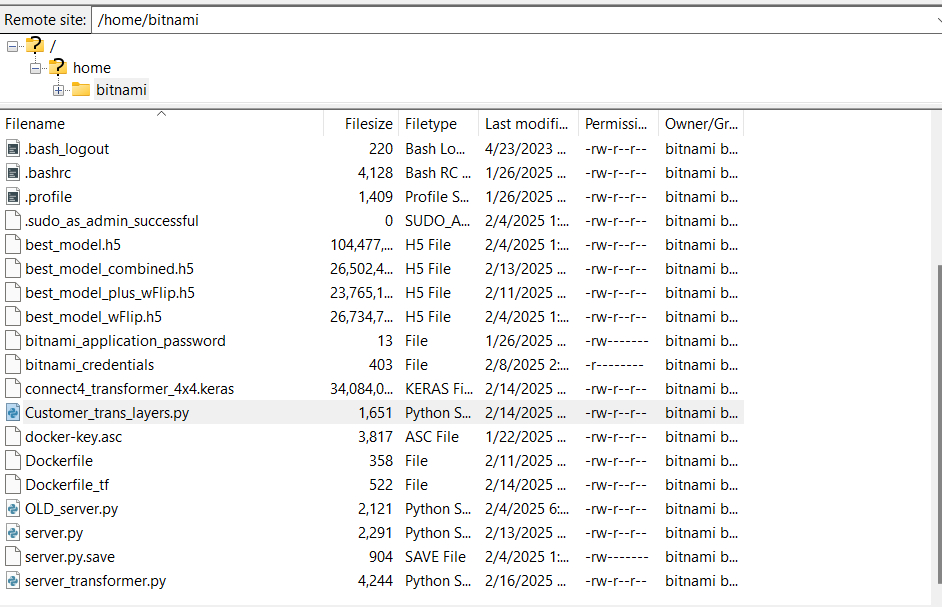 Remote site: /home/bitnami
/
home
bitnami
Filename Filesize Filetype Last modifi... Permissi... Owner/Gr...
.bash_logout 220 Bash Lo... 4/23/2023 ... -rw-r--r-- bitnami b...
.bashrc 4,128 Bash RC ... 1/26/2025 ... -rw-r--r-- bitnami b...
.profile 1,409 Profile S... 1/26/2025 ... -rw-r--r-- bitnami b...
.sudo_as_admin_successful 0 SUDO_A... 2/4/2025 1:... -rw-r--r-- bitnami b...
best_model.h5 104,477,... H5 File 2/4/2025 1:... -rw-r--r-- bitnami b...
best_model_combined.h5 26,502,4... H5 File 2/13/2025 ... -rw-r--r-- bitnami b...
best_model_plus_wFlip.h5 23,765,1... H5 File 2/11/2025 ... -rw-r--r-- bitnami b...
best_model_wFlip.h5 26,734,7... H5 File 2/4/2025 1:... -rw-r--r-- bitnami b...
bitnami_application_password 13 File 1/26/2025 ... -rw------- bitnami b...
bitnami_credentials 403 File 2/8/2025 2:... -r-------- bitnami b...
connect4_transformer_4x4.keras 34,084,0... KERAS Fi... 2/14/2025 ... -rw-r--r-- bitnami b...
Customer_trans_layers.py 1,651 Python S... 2/14/2025 ... -rw-r--r-- bitnami b...
docker-key.asc 3,817 ASC File 1/22/2025 ... -rw-r--r-- bitnami b...
Dockerfile 358 File 2/11/2025 ... -rw-r--r-- bitnami b...
Dockerfile_tf 522 File 2/14/2025 ... -rw-r--r-- bitnami b...
OLD_server.py 2,121 Python S... 2/4/2025 6:... -rw-r--r-- bitnami b...
server.py 2,291 Python S... 2/13/2025 ... -rw-r--r-- bitnami b...
server.py.save 904 SAVE File 2/4/2025 1:... -rw------- bitnami b...
server_transformer.py 4,244 Python S... 2/16/2025 ... -rw-r--r-- bitnami b...